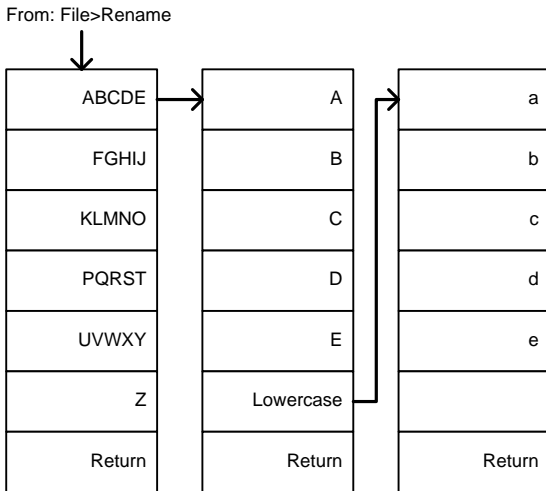 From: File>Rename
ABCDE
FGHIJ
KLMNO
PQRST
UVWXY
Z
Return
A
B
C
D
E
Lowercase
Return
a
b
c
d
e
Return